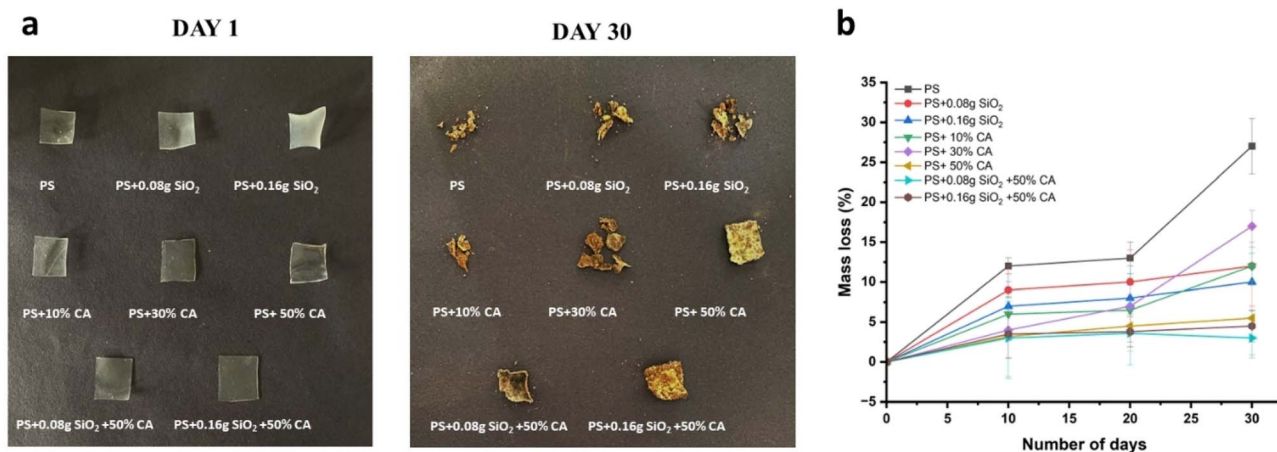 a
DAY 1
DAY 30
PS
PS+0.08g SiO₂
PS+0.16g SiO₂
PS+10% CA
PS+30% CA
PS+ 50% CA
PS+0.08g SiO₂ +50% CA
PS+0.16g SiO₂ +50% CA
PS
PS+0.08g SiO₂
PS+0.16g SiO₂
PS+10% CA
PS+30% CA
PS+ 50% CA
PS+0.08g SiO₂ +50% CA
PS+0.16g SiO₂ +50% CA
b
35
30
25
20
15
10
5
0
−5
Mass loss (%)
PS
PS+0.08g SiO₂
PS+0.16g SiO₂
PS+ 10% CA
PS+ 30% CA
PS+ 50% CA
PS+0.08g SiO₂ +50% CA
PS+0.16g SiO₂ +50% CA
0 10 20 30
Number of days